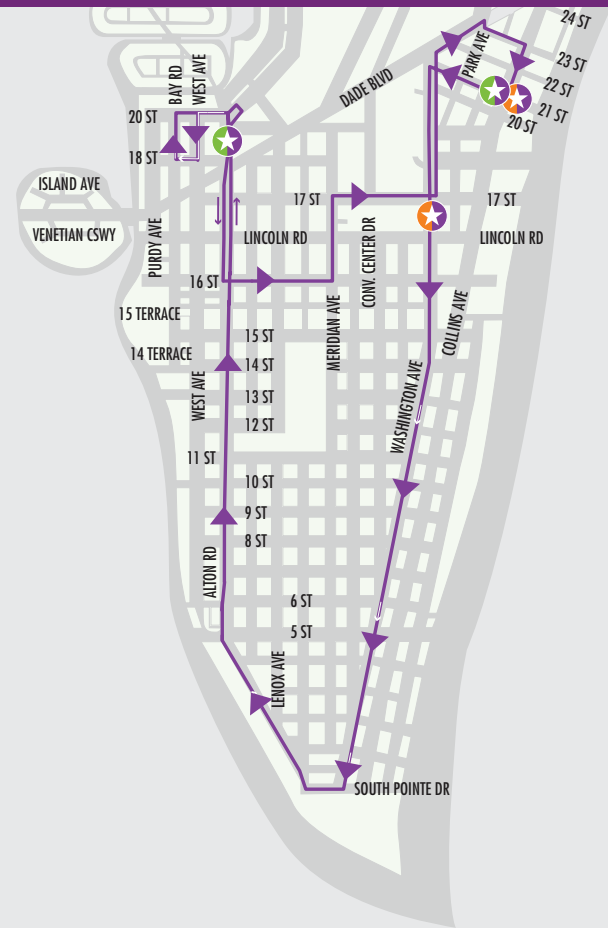 24 ST
PARK AVE
23 ST
22 ST
21 ST
20 ST
BAY RD
WEST AVE
DADE BLVD
20 ST
18 ST
ISLAND AVE
VENETIAN CSWY
PURDY AVE
17 ST
17 ST
LINCOLN RD
LINCOLN RD
CONV. CENTER DR
16 ST
COLLINS AVE
MERIDIAN AVE
15 TERRACE
15 ST
14 TERRACE
14 ST
WEST AVE
13 ST
12 ST
WASHINGTON AVE
11 ST
10 ST
9 ST
8 ST
ALTON RD
6 ST
5 ST
LENOX AVE
SOUTH POINTE DR